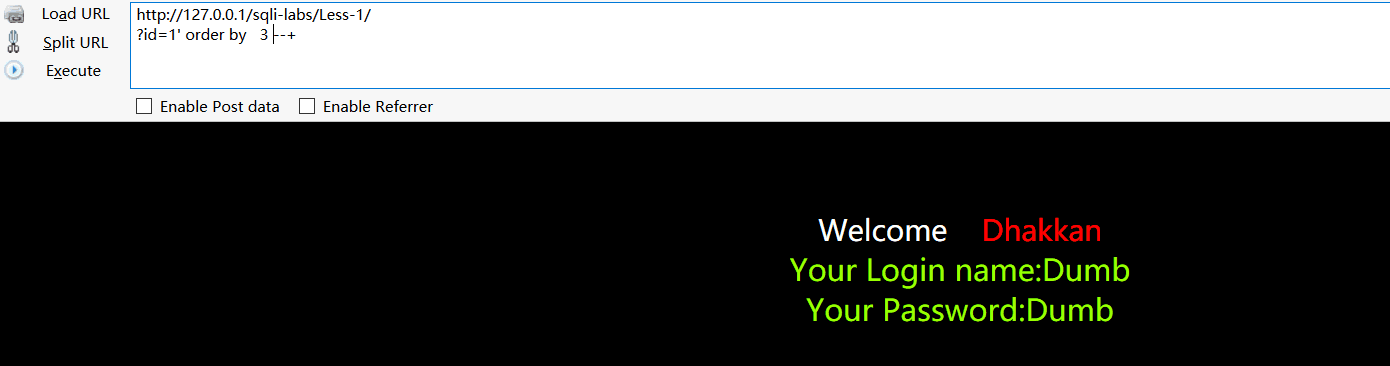 Load URL
http://127.0.0.1/sqli-labs/Less-1/
Split URL
?id=1' order by   3 --+
Execute
Enable Post data
Enable Referrer
Welcome    Dhakkan
Your Login name:Dumb
Your Password:Dumb